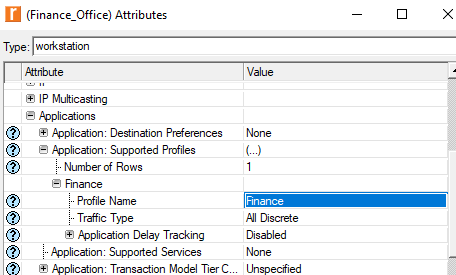 (Finance_Office) Attributes
Type: workstation
Attribute Value
IP Multicasting
Applications
Application: Destination Preferences None
Application: Supported Profiles (...)
Number of Rows 1
Finance
Profile Name Finance
Traffic Type All Discrete
Application Delay Tracking Disabled
Application: Supported Services None
Application: Transaction Model Tier C... Unspecified